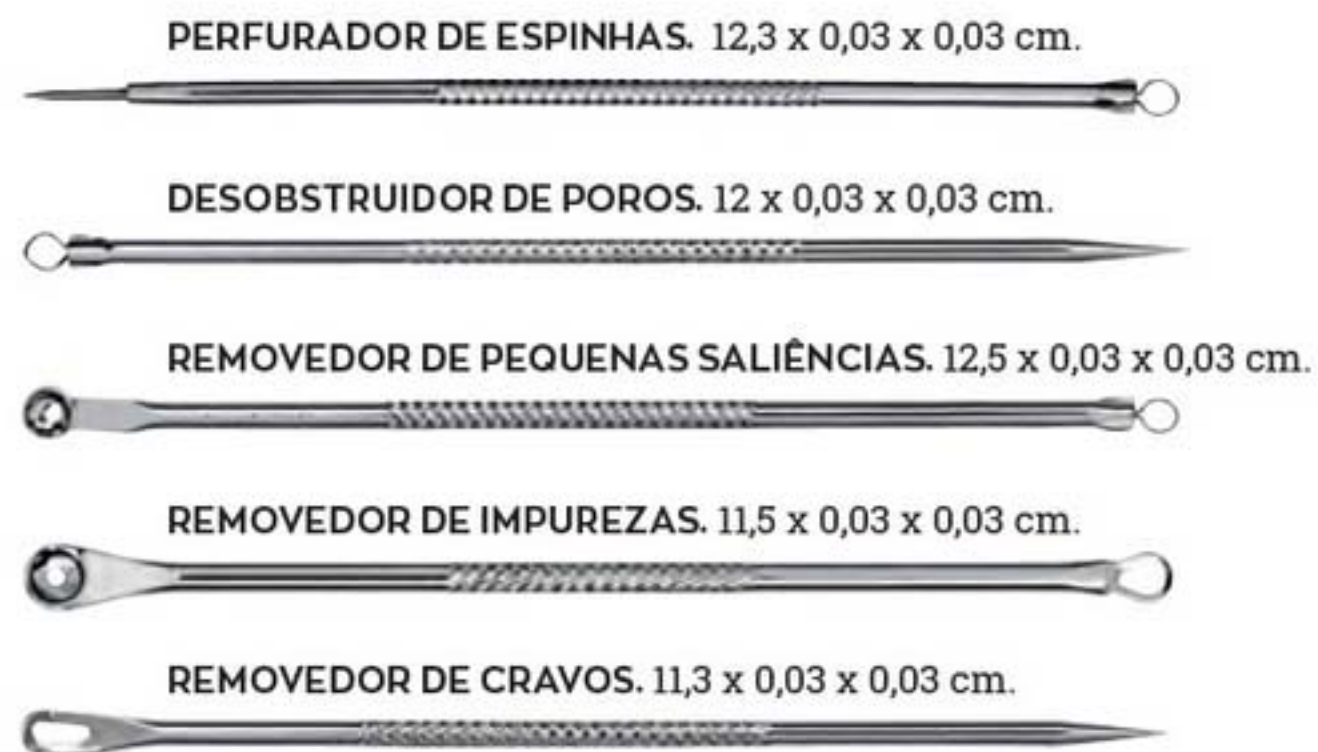 PERFURADOR DE ESPINHAS. 12,3 x 0,03 x 0,03 cm.
DESOBSTRUIDOR DE POROS. 12 x 0,03 x 0,03 cm.
REMOVEDOR DE PEQUENAS SALIÊNCIAS. 12,5 x 0,03 x 0,03 cm.
REMOVEDOR DE IMPUREZAS. 11,5 x 0,03 x 0,03 cm.
REMOVEDOR DE CRAVOS. 11,3 x 0,03 x 0,03 cm.